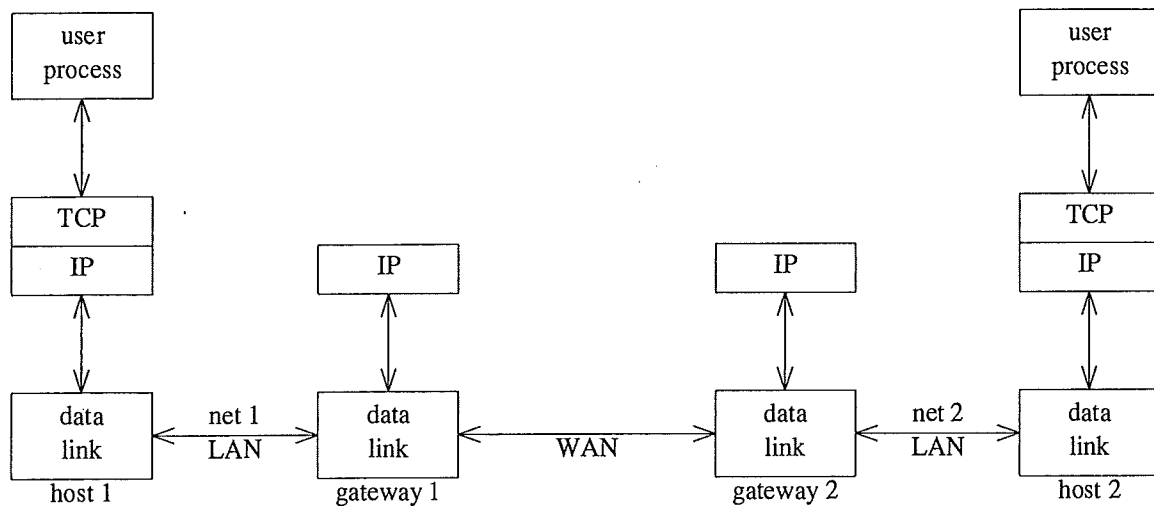 user
process
user
process
TCP
IP
IP
IP
TCP
IP
data
link
net 1
LAN
data
link
WAN
data
link
net 2
LAN
data
link
host 1
gateway 1
gateway 2
host 2